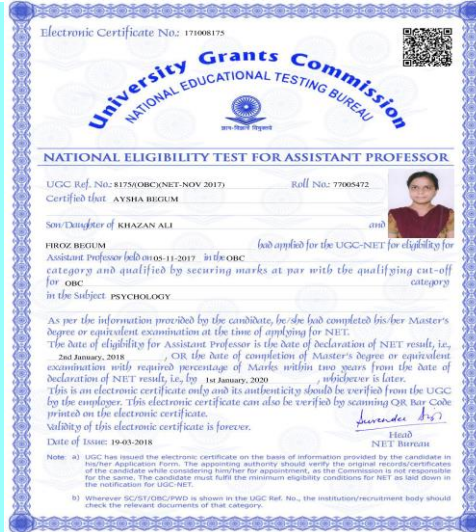 Electronic Certificate No.: 171008175
University Grants Commission
NATIONAL EDUCATIONAL TESTING BUREAU
ज्ञान-विज्ञानं विमुक्तये
NATIONAL ELIGIBILITY TEST FOR ASSISTANT PROFESSOR
UGC Ref. No.: 8175/(OBC)(NET-NOV 2017) Roll No.: 77005472
Certified that AYSHA BEGUM
Son/Daughter of KHAZAN ALI and
FIROZ BEGUM had applied for the UGC-NET for eligibility for
Assistant Professor held on 05-11-2017 in the OBC
category and qualified by securing marks at par with the qualifying cut-off
for OBC category
in the Subject PSYCHOLOGY
As per the information provided by the candidate, he/she had completed his/her Master's
degree or equivalent examination at the time of applying for NET.
The date of eligibility for Assistant Professor is the date of declaration of NET result, i.e.,
2nd January, 2018 , OR the date of completion of Master's degree or equivalent
examination with required percentage of Marks within two years from the date of
declaration of NET result, i.e., by 1st January, 2020 , whichever is later.
This is an electronic certificate only and its authenticity should be verified from the UGC
by the employer. This electronic certificate can also be verified by scanning QR Bar Code
printed on the electronic certificate.
Validity of this electronic certificate is forever.
Date of Issue: 19-03-2018
Head
NET Bureau
Note: a) UGC has issued the electronic certificate on the basis of information provided by the candidate in
his/her Application Form. The appointing authority should verify the original records/certificates
of the candidate while considering him/her for appointment, as the Commission is not responsible
for the same. The candidate must fulfil the minimum eligibility conditions for NET as laid down in
the notification for UGC-NET.
b) Wherever SC/ST/OBC/PWD is shown in the UGC Ref. No., the institution/recruitment body should
check the relevant documents of that category.